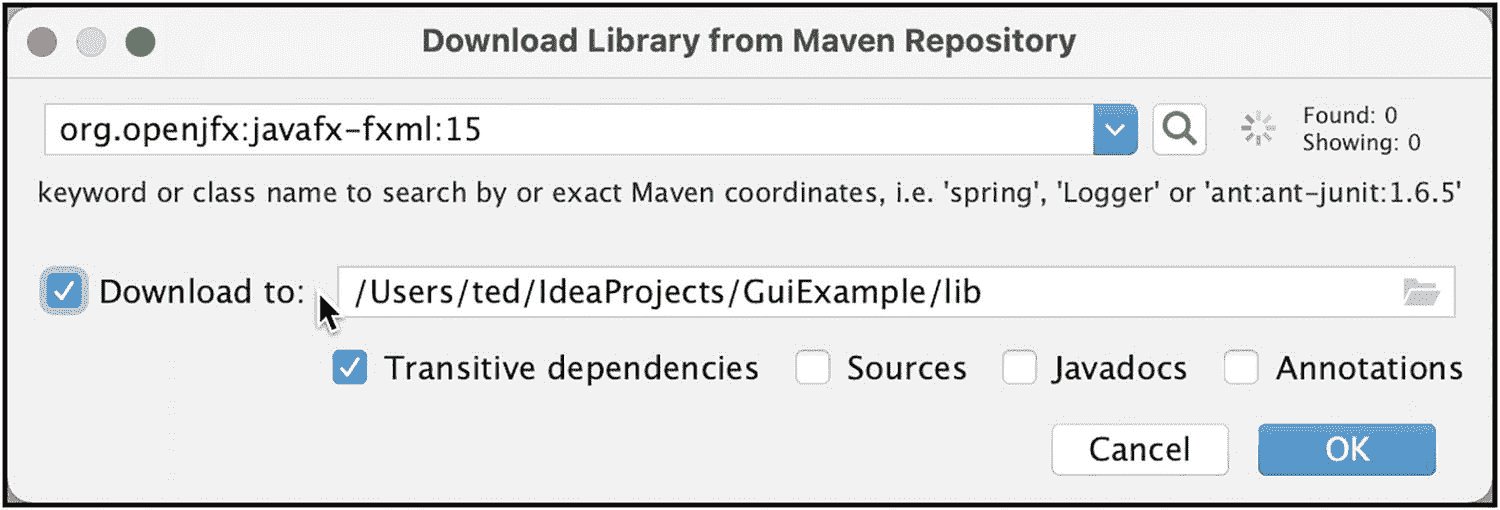 Download Library from Maven Repository
org.openjfx:javafx-fxml:15
Found: 0
Showing: 0
keyword or class name to search by or exact Maven coordinates, i.e. 'spring', 'Logger' or 'ant:ant-junit:1.6.5'
Download to: /Users/ted/IdeaProjects/GuiExample/lib
Transitive dependencies Sources Javadocs Annotations
Cancel OK